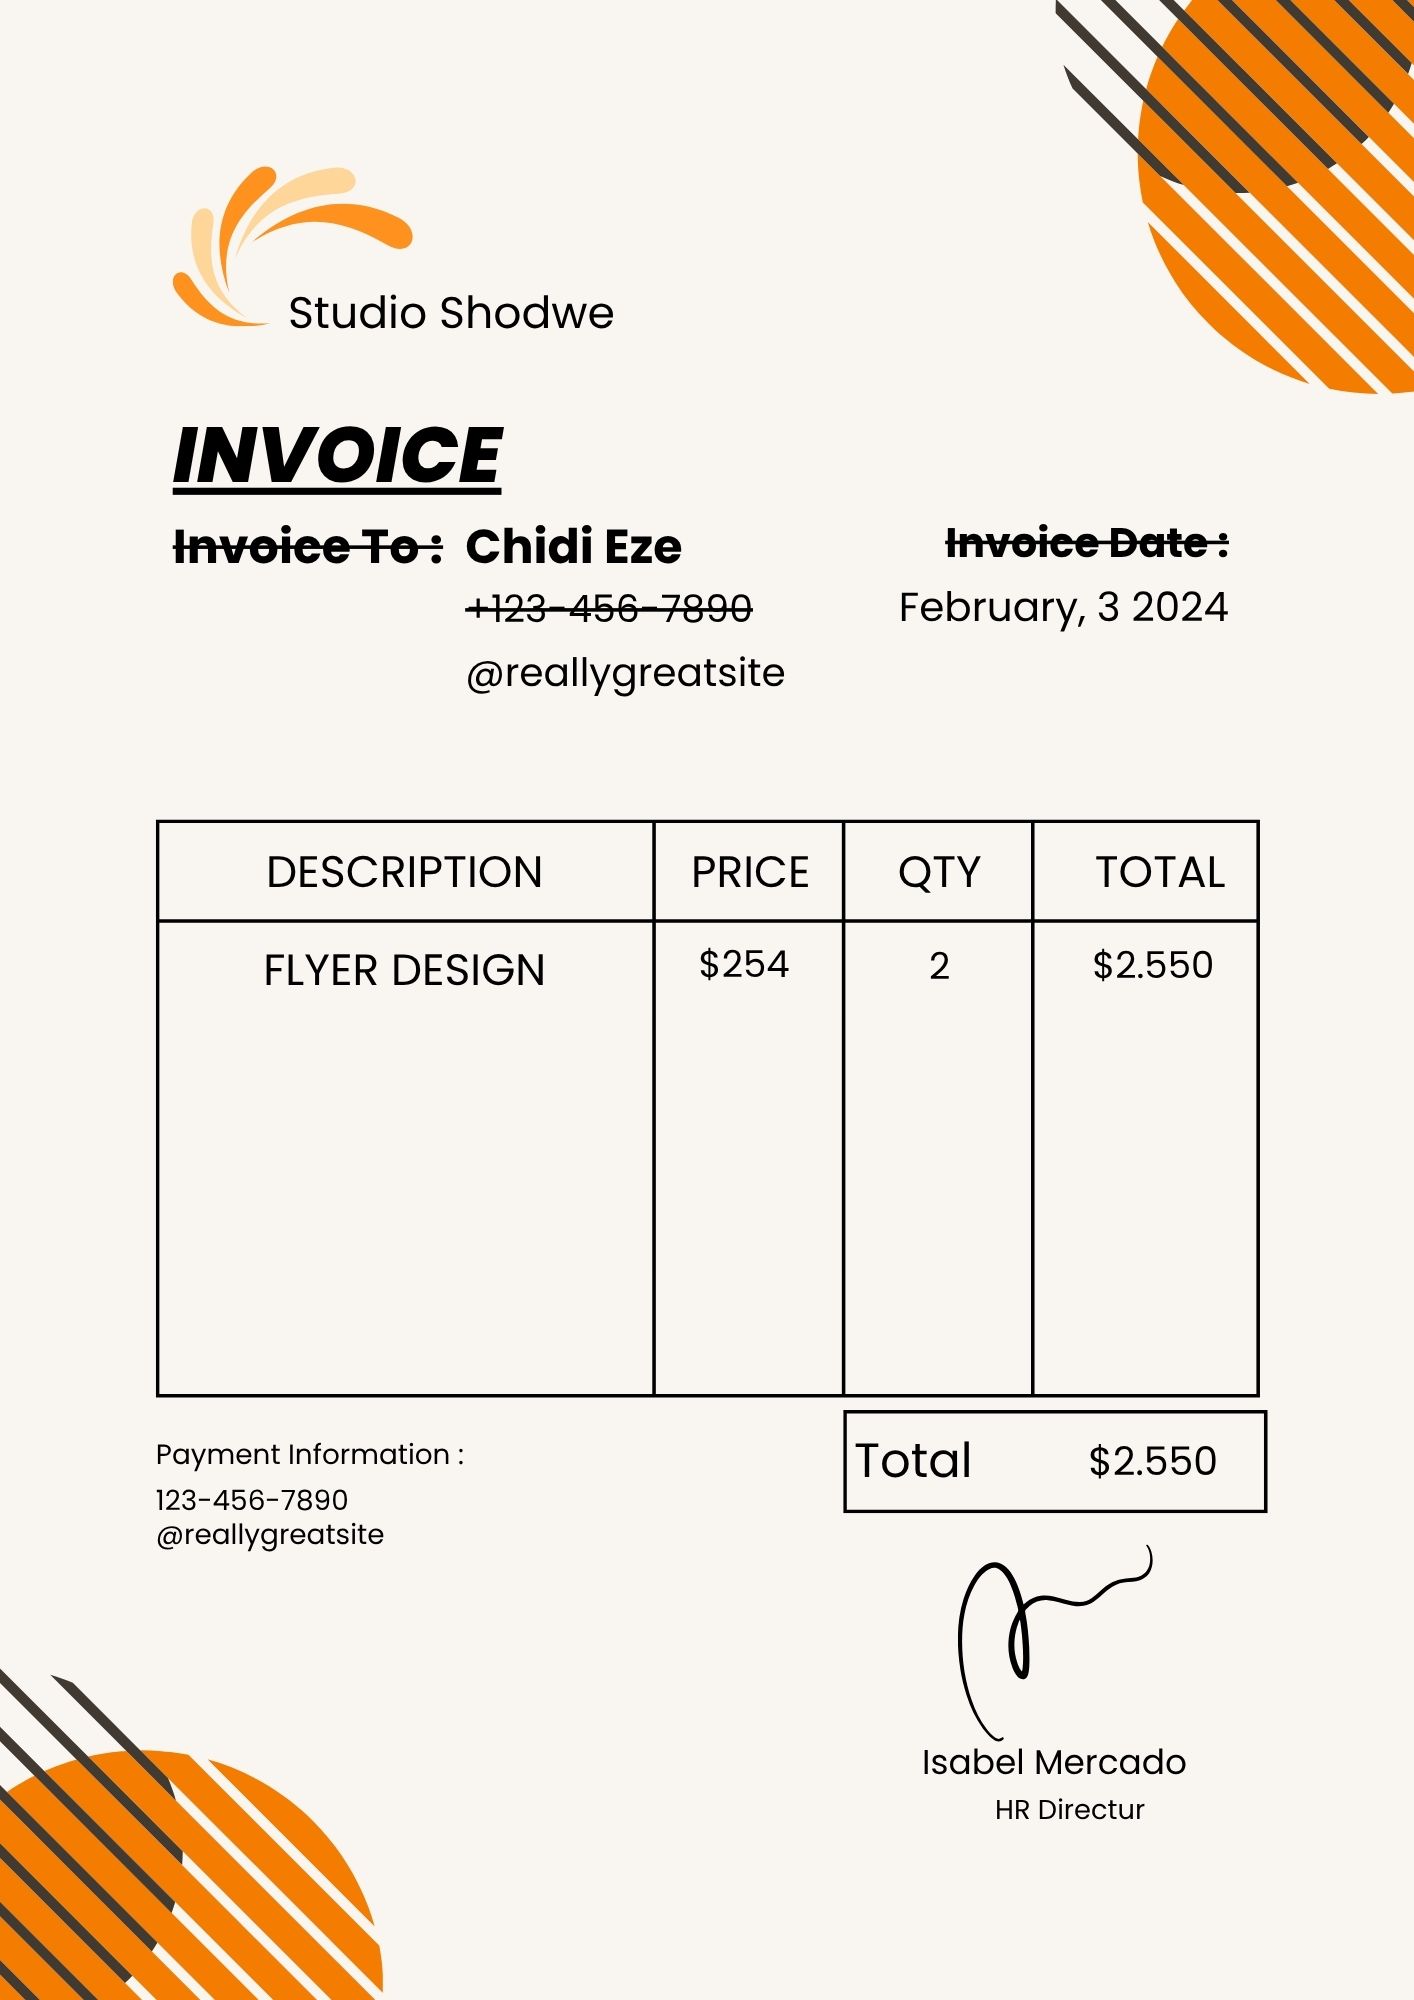 Studio Shodwe
INVOICE
Invoice To : Chidi Eze
Invoice Date :
+123-456-7890
February, 3 2024
@reallygreatsite
DESCRIPTION PRICE QTY TOTAL
FLYER DESIGN $254 2 $2.550
Total $2.550
Payment Information :
123-456-7890
@reallygreatsite
Isabel Mercado
HR Directur